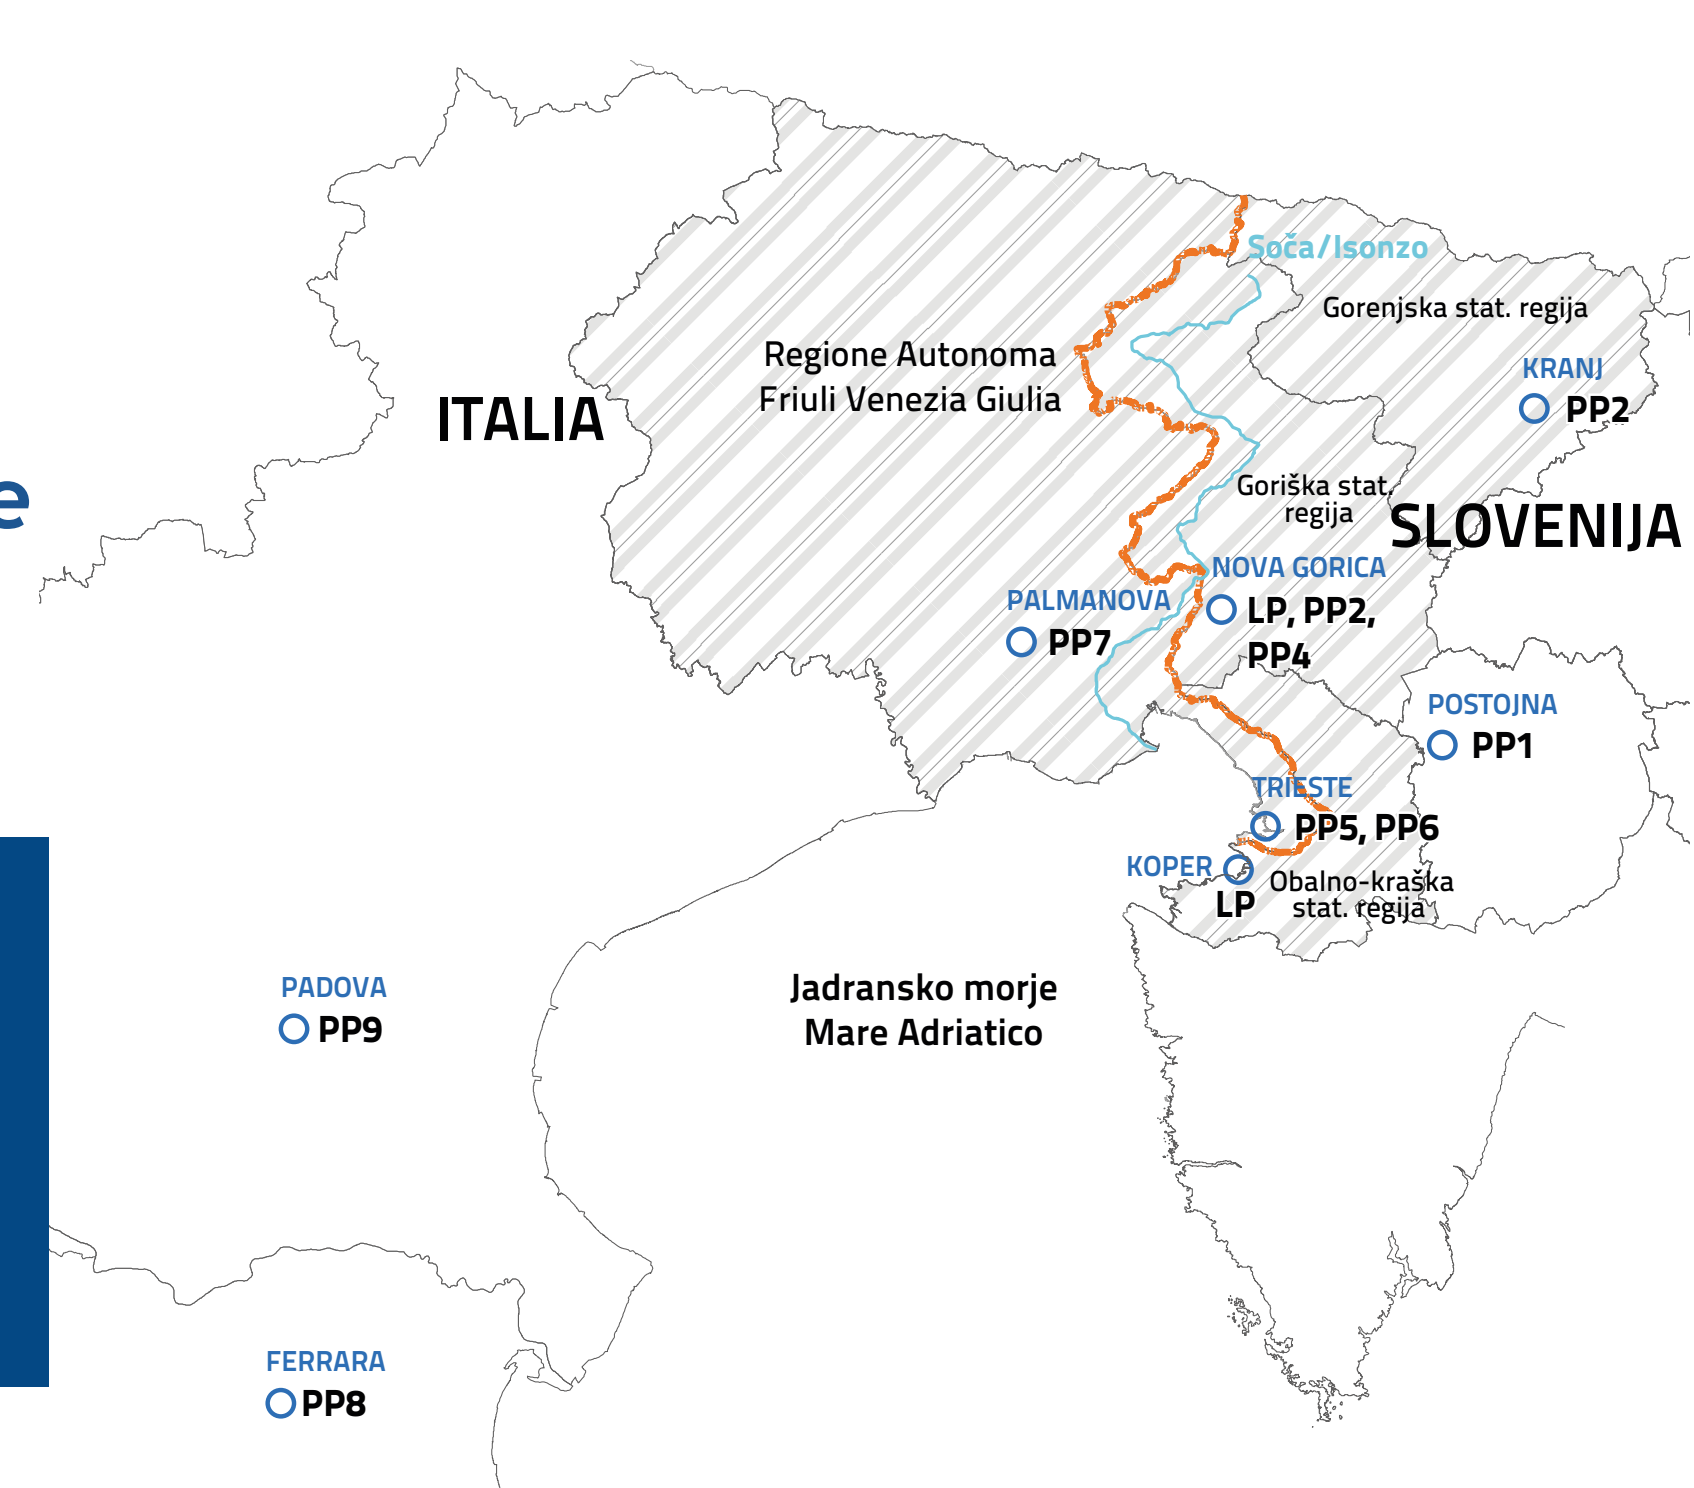 Soča/Isonzo
Gorenjska stat. regija
Regione Autonoma
Friuli Venezia Giulia
KRANJ
PP2
ITALIA
Goriška stat.
regija
SLOVENIJA
e
NOVA GORICA
LP, PP2,
PP4
PALMANOVA
PP7
POSTOJNA
PP1
TRIESTE
PP5, PP6
KOPER
LP
Obalno-kraška
stat. regija
PADOVA
PP9
Jadransko morje
Mare Adriatico
FERRARA
PP8